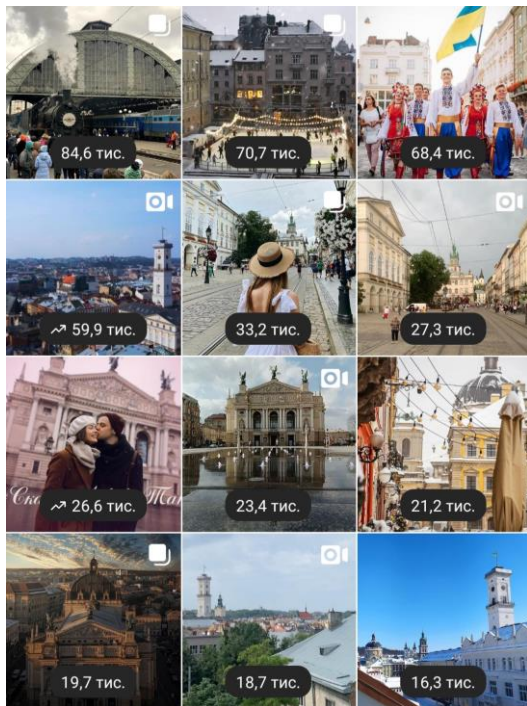 84,6 тис.
70,7 тис.
68,4 тис.
59,9 тис.
33,2 тис.
27,3 тис.
26,6 тис.
23,4 тис.
21,2 тис.
19,7 тис.
18,7 тис.
16,3 тис.